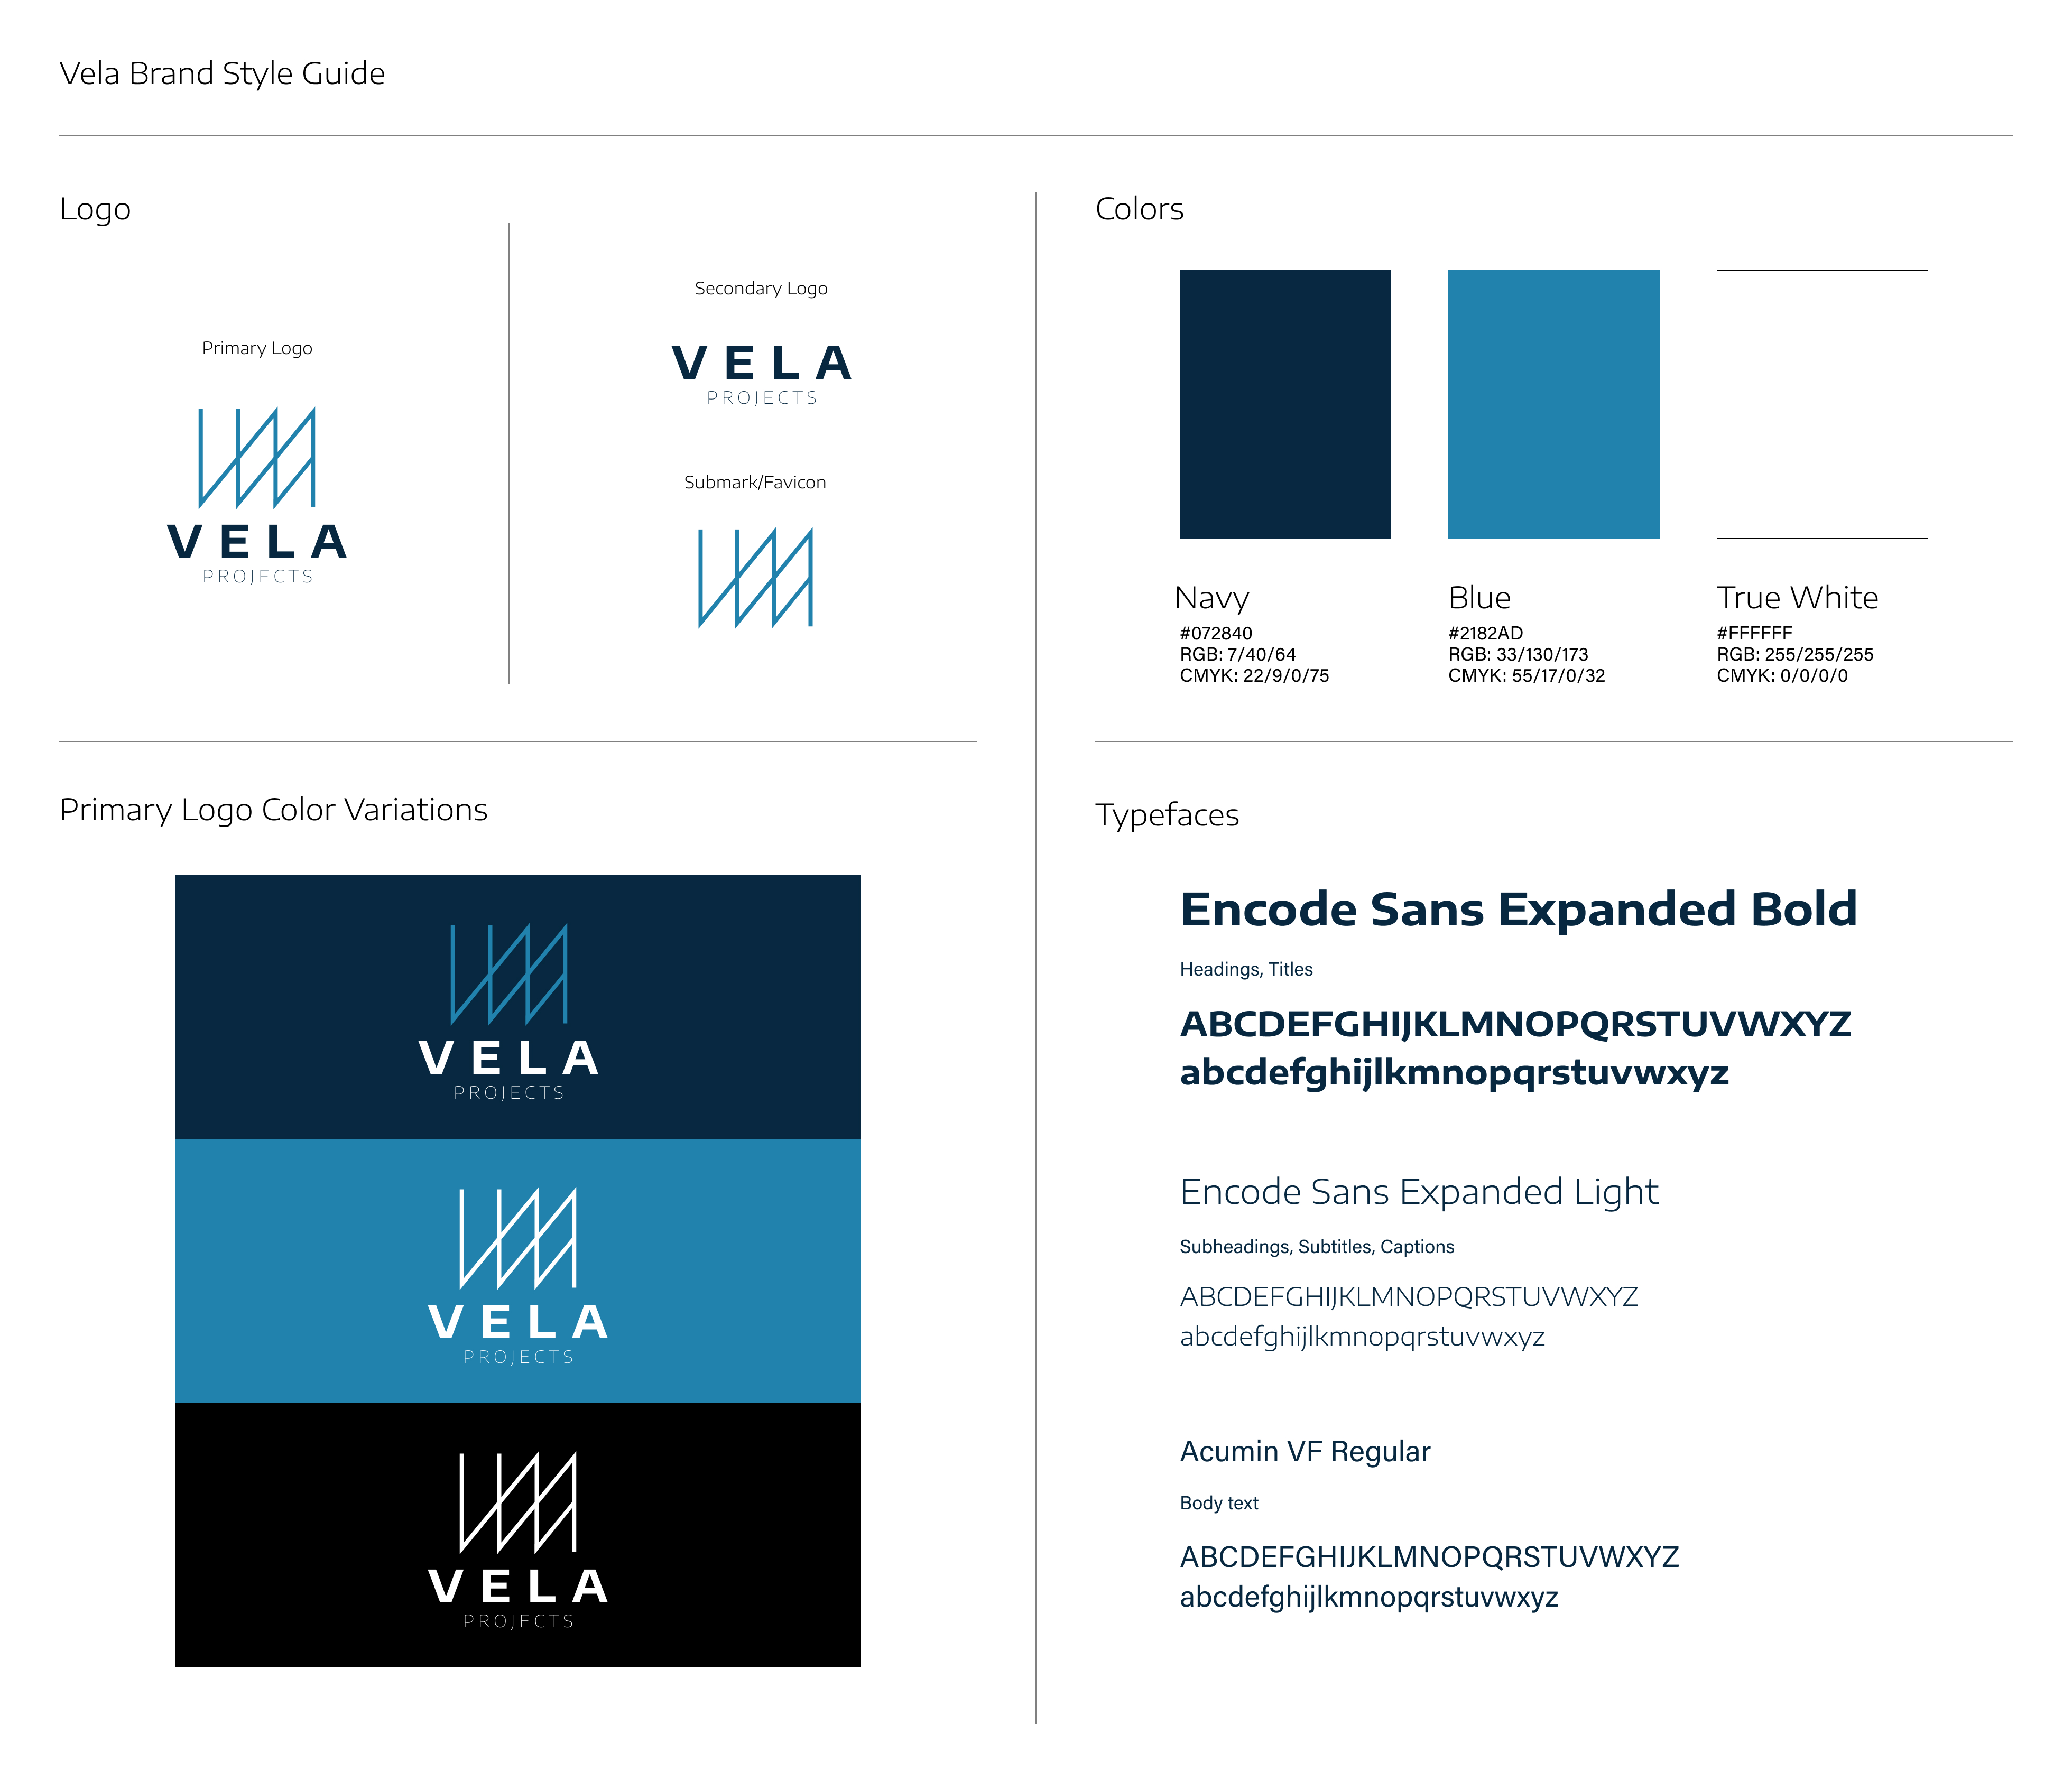 Vela Brand Style Guide
Logo
Primary Logo
VELA
PROJECTS
Secondary Logo
VELA
PROJECTS
Submark/Favicon
Colors
Navy
#072840
RGB: 7/40/64
CMYK: 22/9/0/75
Blue
#2182AD
RGB: 33/130/173
CMYK: 55/17/0/32
True White
#FFFFFF
RGB: 255/255/255
CMYK: 0/0/0/0
Primary Logo Color Variations
VELA
PROJECTS
VELA
PROJECTS
VELA
PROJECTS
Typefaces
Encode Sans Expanded Bold
Headings, Titles
ABCDEFGHIJKLMNOPQRSTUVWXYZ
abcdefghijlkmnopqrstuvwxyz
Encode Sans Expanded Light
Subheadings, Subtitles, Captions
ABCDEFGHIJKLMNOPQRSTUVWXYZ
abcdefghijlkmnopqrstuvwxyz
Acumin VF Regular
Body text
ABCDEFGHIJKLMNOPQRSTUVWXYZ
abcdefghijlkmnopqrstuvwxyz